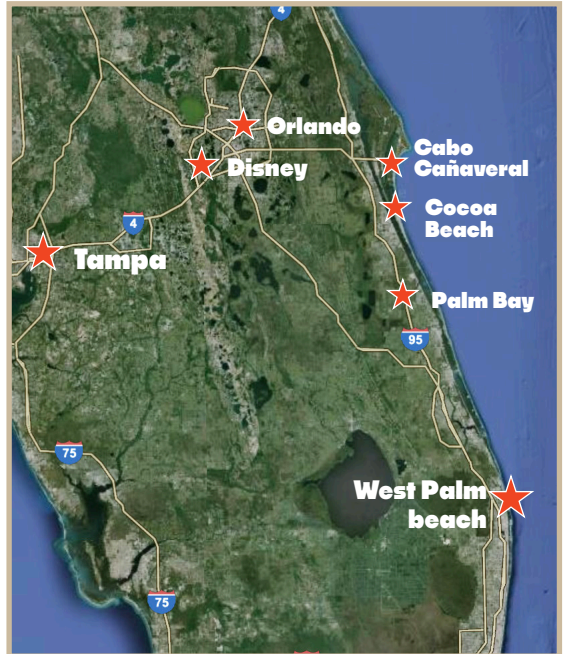 4
Orlando
Cabo
Cañaveral
Disney
Cocoa
Beach
4
Tampa
Palm Bay
95
75
West Palm
beach
75